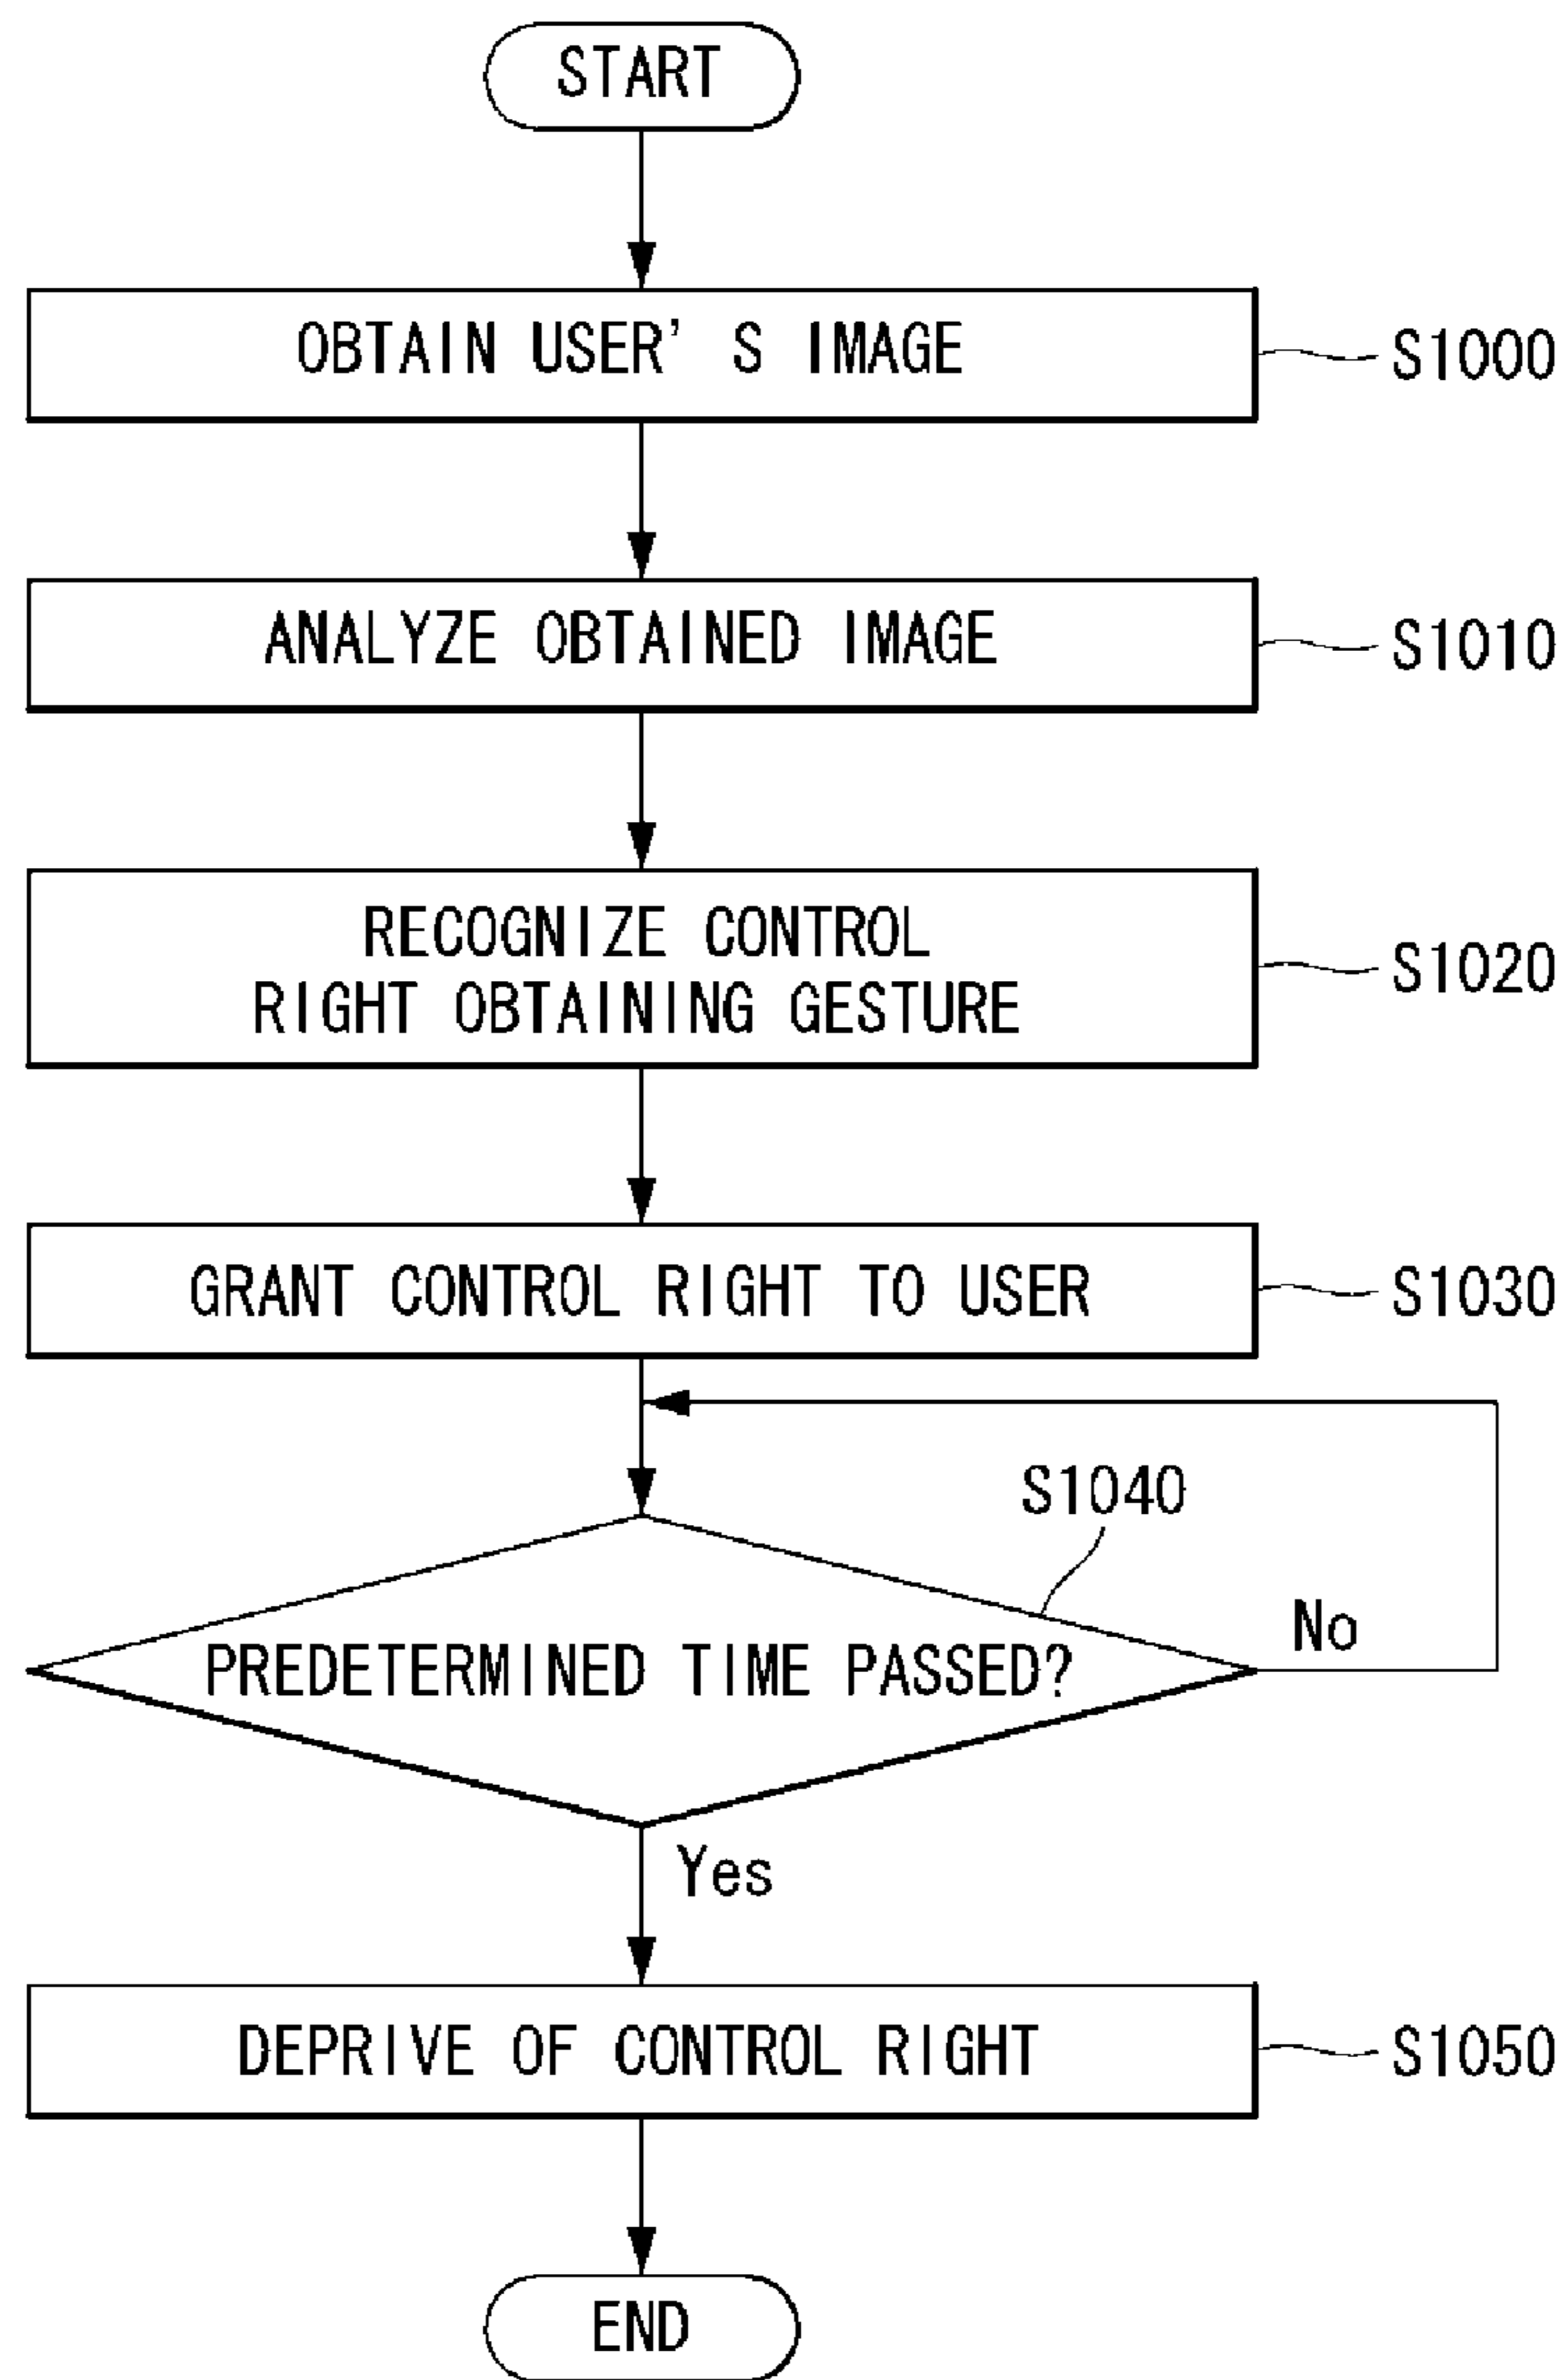 START
OBTAIN USER'S IMAGE
S1000
ANALYZE OBTAINED IMAGE
S1010
RECOGNIZE CONTROL
RIGHT OBTAINING GESTURE
S1020
GRANT CONTROL RIGHT TO USER
S1030
S1040
PREDETERMINED TIME PASSED?
No
Yes
DEPRIVE OF CONTROL RIGHT
S1050
END